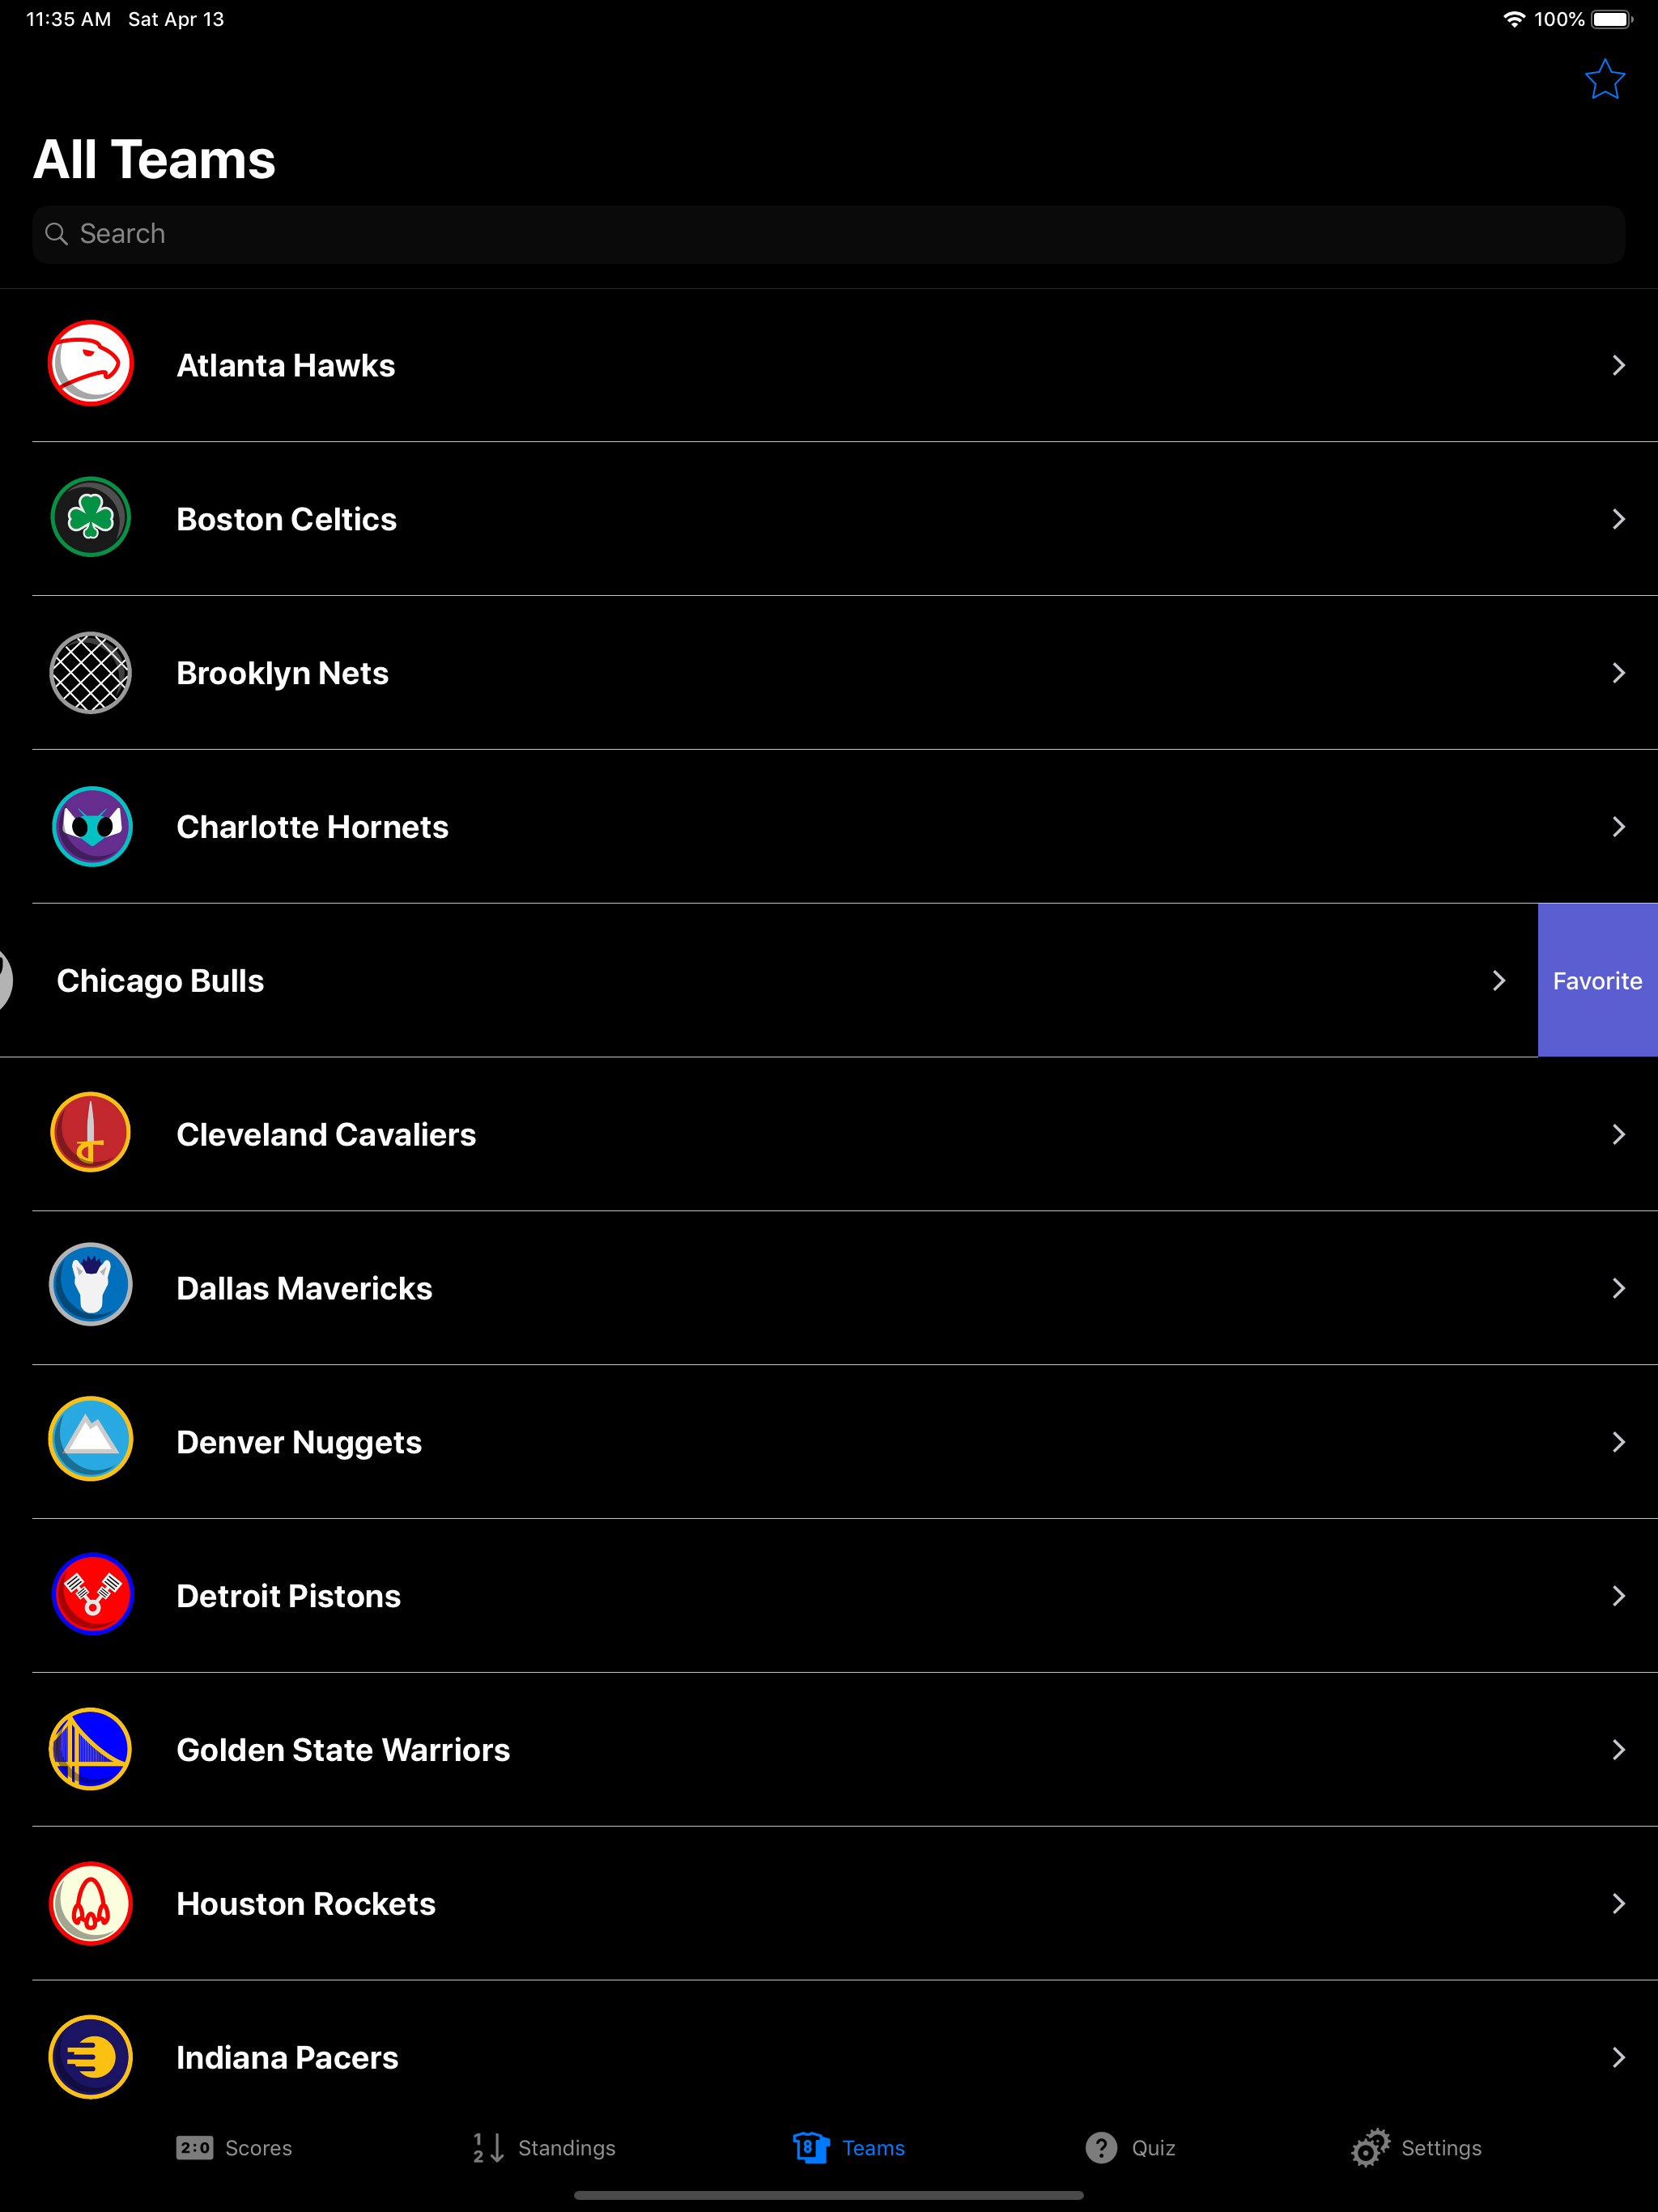 11:35 AM Sat Apr 13 100%
All Teams
Search
Atlanta Hawks
Boston Celtics
Brooklyn Nets
Charlotte Hornets
Chicago Bulls Favorite
Cleveland Cavaliers
Dallas Mavericks
Denver Nuggets
Detroit Pistons
Golden State Warriors
Houston Rockets
Indiana Pacers
2:0 Scores 1 2 Standings 8 Teams ? Quiz Settings